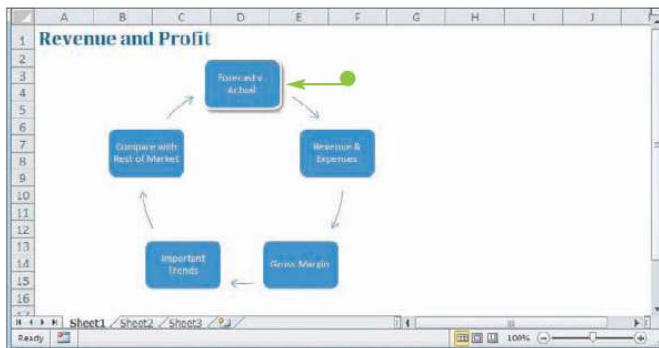 A B C D E F G H I J
1 Revenue and Profit
2
3 Forecast v
4 Actual
5
6
7 Compare with Revenue &
8 Rest of Market Expenses
9
10
11
12
13 Important
14 Trends Gross Margin
15
16
17
Sheet1 Sheet2 Sheet3
Ready 100%